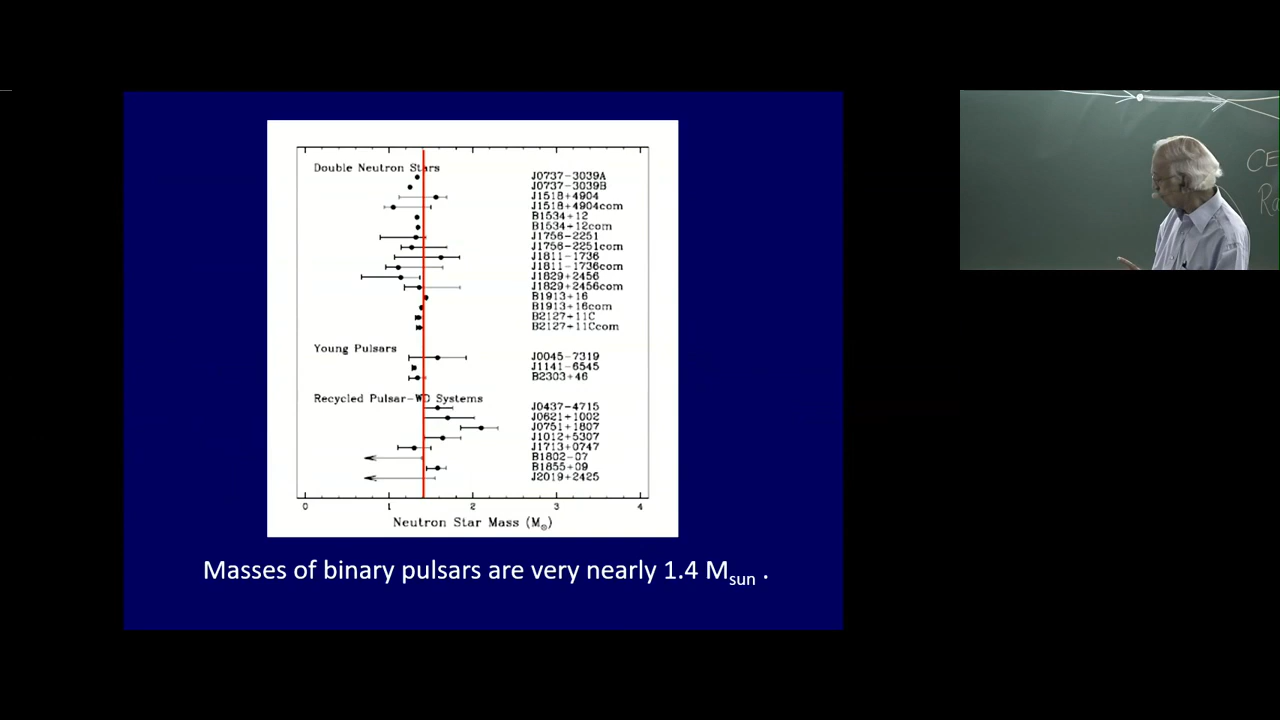 Double Neutron Stars
J0737-3039A
J0737-3039B
J1518+4904
J1518+4904com
B1534+12
B1534+12com
J1756-2251
J1756-2251com
J1811-1736
J1811-1736com
J1829+2456
J1829+2456com
B1913+16
B1913+16com
B2127+11C
B2127+11Ccom
Young Pulsars
J0045-7319
J1141-6545
B2303+46
Recycled Pulsar-WD Systems
J0437-4715
J0621+1002
J0751+1807
J1012+5307
J1713+0747
B1802-07
B1855+09
J2019+2425
0 1 2 3 4
Neutron Star Mass (M☉)
Masses of binary pulsars are very nearly 1.4 Msun .
CE